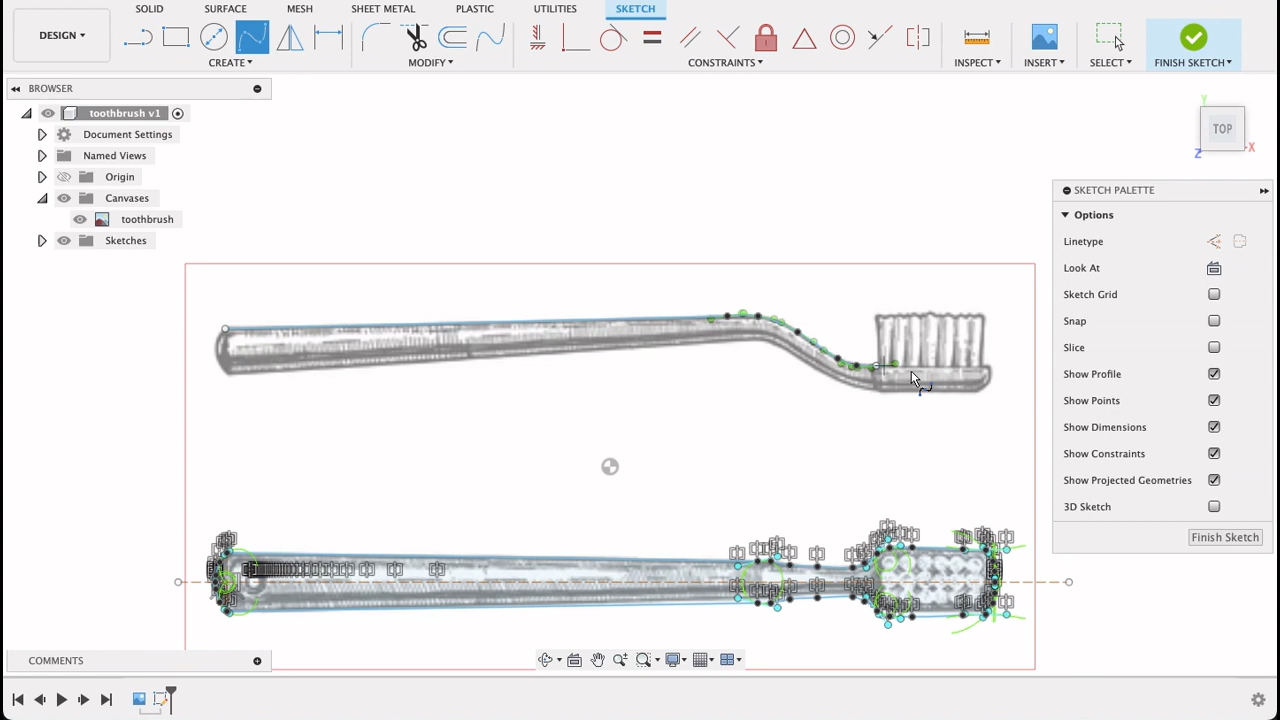 SOLID SURFACE MESH SHEET METAL PLASTIC UTILITIES SKETCH
DESIGN
CREATE MODIFY CONSTRAINTS INSPECT INSERT SELECT FINISH SKETCH
BROWSER
toothbrush v1
Document Settings
Named Views
Origin
Canvases
toothbrush
Sketches
Y
TOP
X
Z
SKETCH PALETTE
Options
Linetype
Look At
Sketch Grid
Snap
Slice
Show Profile
Show Points
Show Dimensions
Show Constraints
Show Projected Geometries
3D Sketch
Finish Sketch
COMMENTS